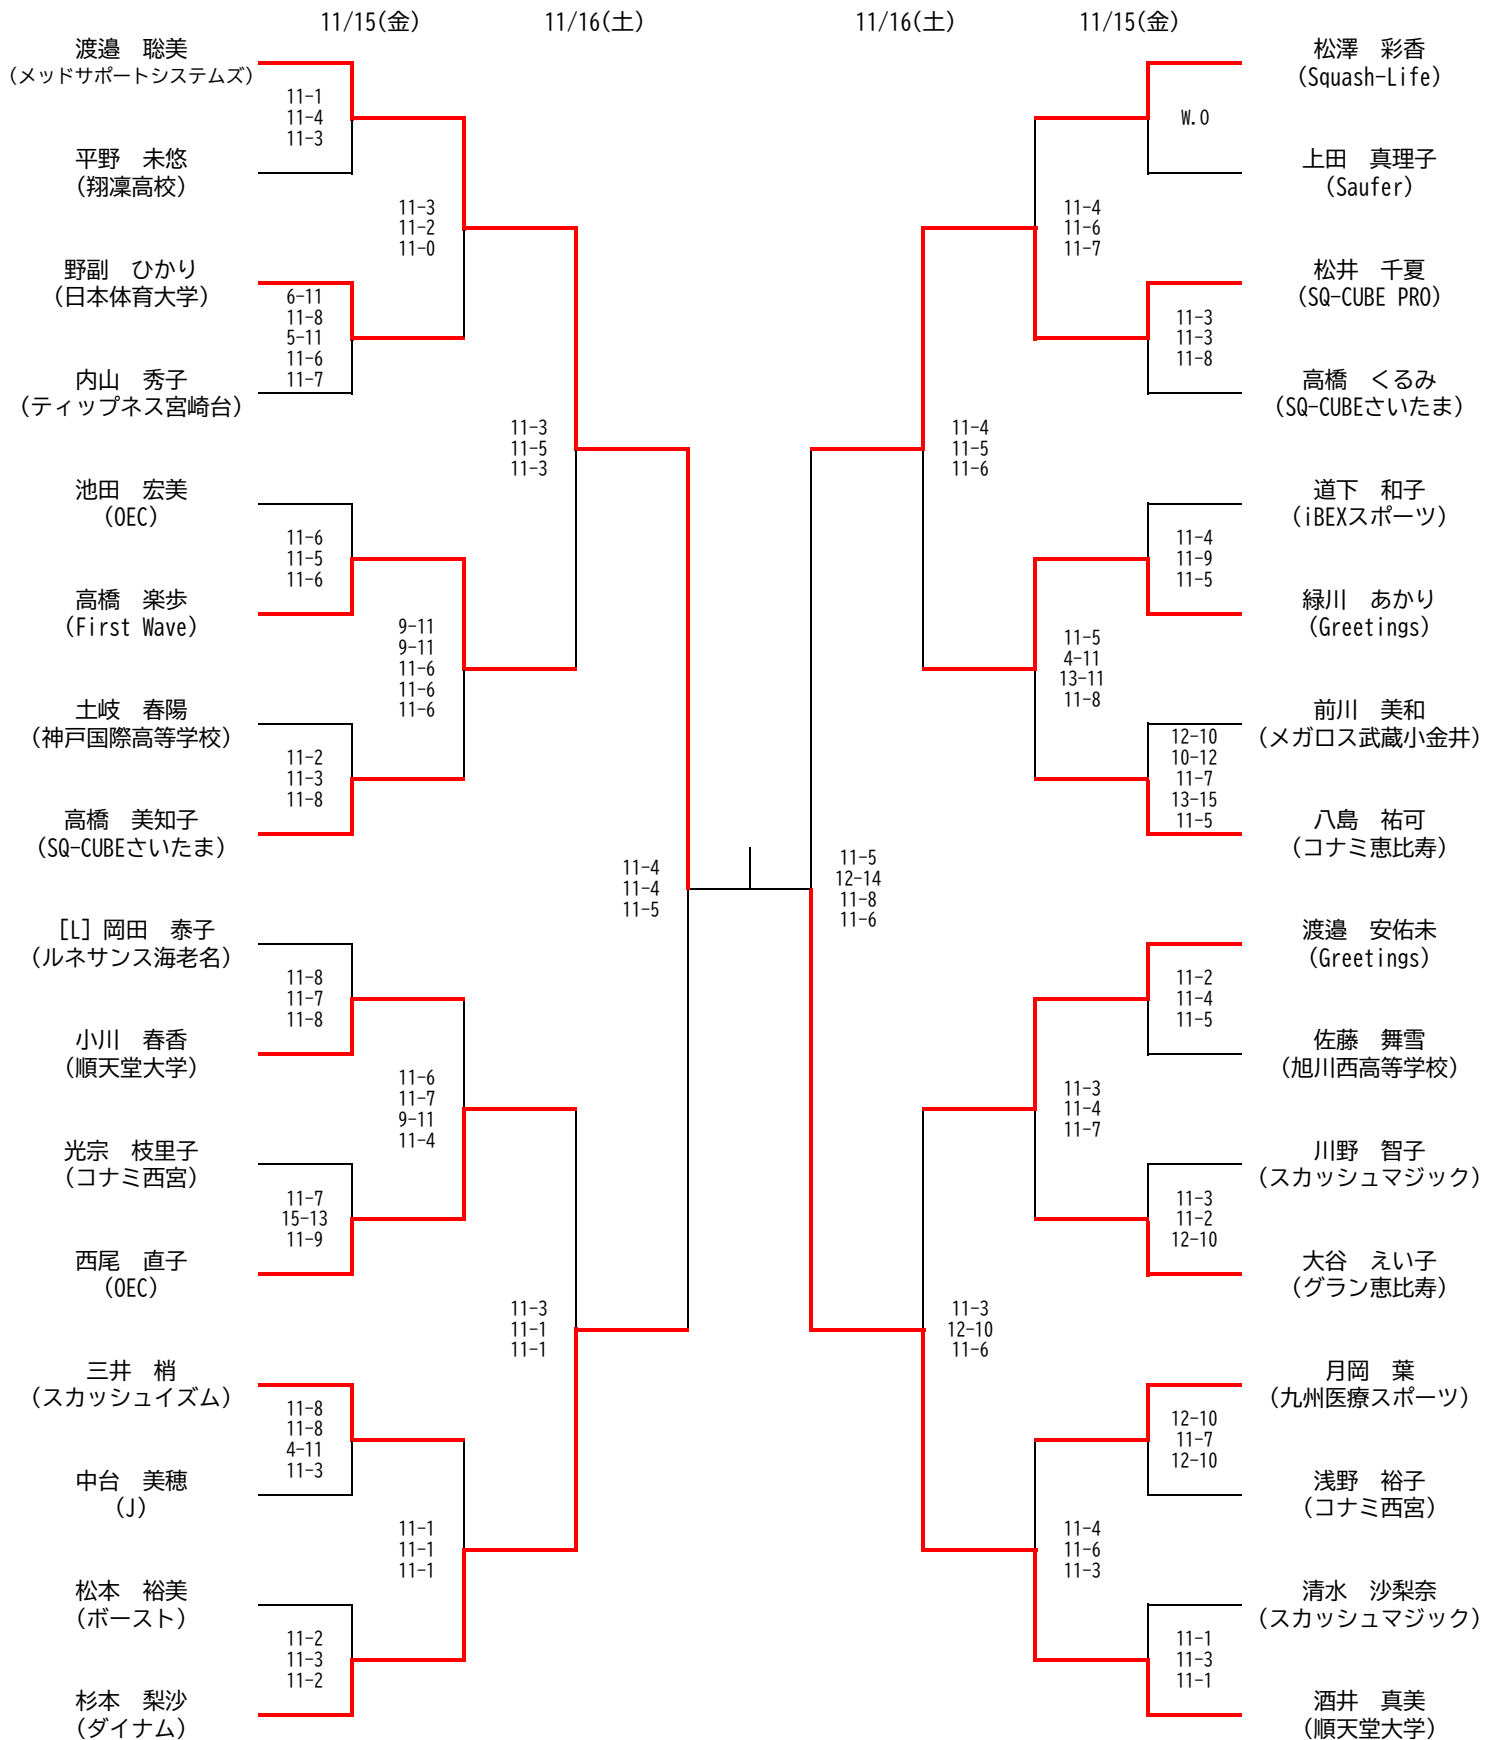 11/15(金)
11/16(土)
11/16(土)
11/15(金)
渡邉　聡美
(メッドサポートシステムズ)
11-1
11-4
11-3
平野　未悠
(翔凜高校)
11-3
11-2
11-0
野副　ひかり
(日本体育大学)
6-11
11-8
5-11
11-6
11-7
内山　秀子
(ティップネス宮崎台)
11-3
11-5
11-3
池田　宏美
(OEC)
11-6
11-5
11-6
高橋　楽歩
(First Wave)
9-11
9-11
11-6
11-6
11-6
土岐　春陽
(神戸国際高等学校)
11-2
11-3
11-8
高橋　美知子
(SQ-CUBEさいたま)
11-4
11-4
11-5
[L] 岡田　泰子
(ルネサンス海老名)
11-8
11-7
11-8
小川　春香
(順天堂大学)
11-6
11-7
9-11
11-4
光宗　枝里子
(コナミ西宮)
11-7
15-13
11-9
西尾　直子
(OEC)
11-3
11-1
11-1
三井　梢
(スカッシュイズム)
11-8
11-8
4-11
11-3
中台　美穂
(J)
11-1
11-1
11-1
松本　裕美
(ボースト)
11-2
11-3
11-2
杉本　梨沙
(ダイナム)
松澤　彩香
(Squash-Life)
W.O
上田　真理子
(Saufer)
11-4
11-6
11-7
松井　千夏
(SQ-CUBE PRO)
11-3
11-3
11-8
高橋　くるみ
(SQ-CUBEさいたま)
11-4
11-5
11-6
道下　和子
(iBEXスポーツ)
11-4
11-9
11-5
緑川　あかり
(Greetings)
11-5
4-11
13-11
11-8
前川　美和
(メガロス武蔵小金井)
12-10
10-12
11-7
13-15
11-5
八島　祐可
(コナミ恵比寿)
11-5
12-14
11-8
11-6
渡邉　安佑未
(Greetings)
11-2
11-4
11-5
佐藤　舞雪
(旭川西高等学校)
11-3
11-4
11-7
川野　智子
(スカッシュマジック)
11-3
11-2
12-10
大谷　えい子
(グラン恵比寿)
11-3
12-10
11-6
月岡　葉
(九州医療スポーツ)
12-10
11-7
12-10
浅野　裕子
(コナミ西宮)
11-4
11-6
11-3
清水　沙梨奈
(スカッシュマジック)
11-1
11-3
11-1
酒井　真美
(順天堂大学)